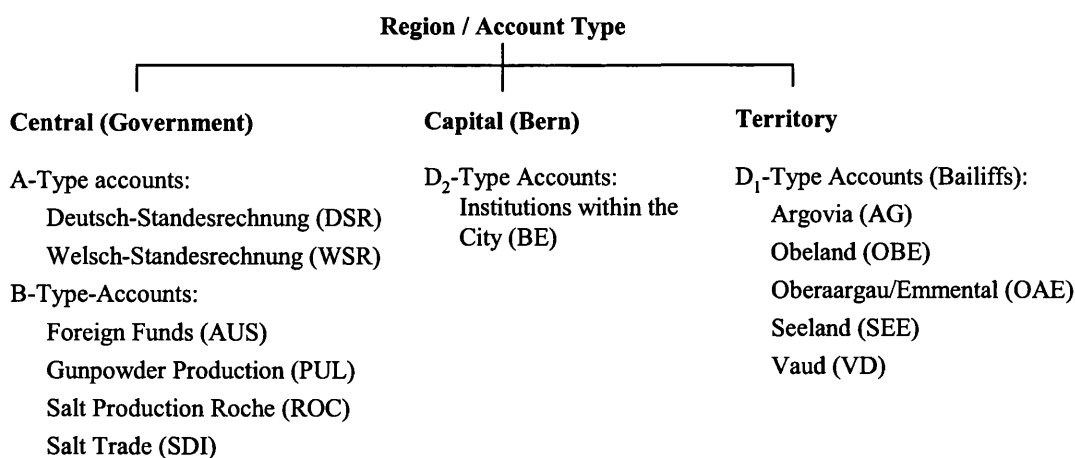 Region / Account Type
Central (Government)
A-Type accounts:
Deutsch-Standesrechnung (DSR)
Welsch-Standesrechnung (WSR)
B-Type-Accounts:
Foreign Funds (AUS)
Gunpowder Production (PUL)
Salt Production Roche (ROC)
Salt Trade (SDI)
Capital (Bern)
D₂-Type Accounts:
Institutions within the
City (BE)
Territory
D₁-Type Accounts (Bailiffs):
Argovia (AG)
Obeland (OBE)
Oberaargau/Emmental (OAE)
Seeland (SEE)
Vaud (VD)